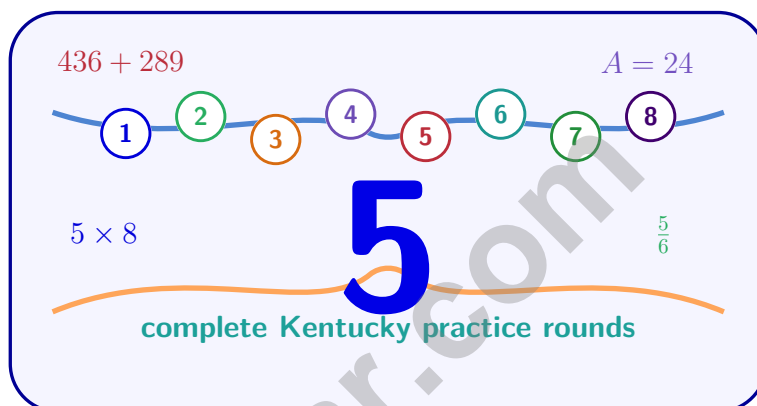 436 + 289
A = 24
1 2 3 4 5 6 7 8
5 × 8
5
5/6
complete Kentucky practice rounds
r.com